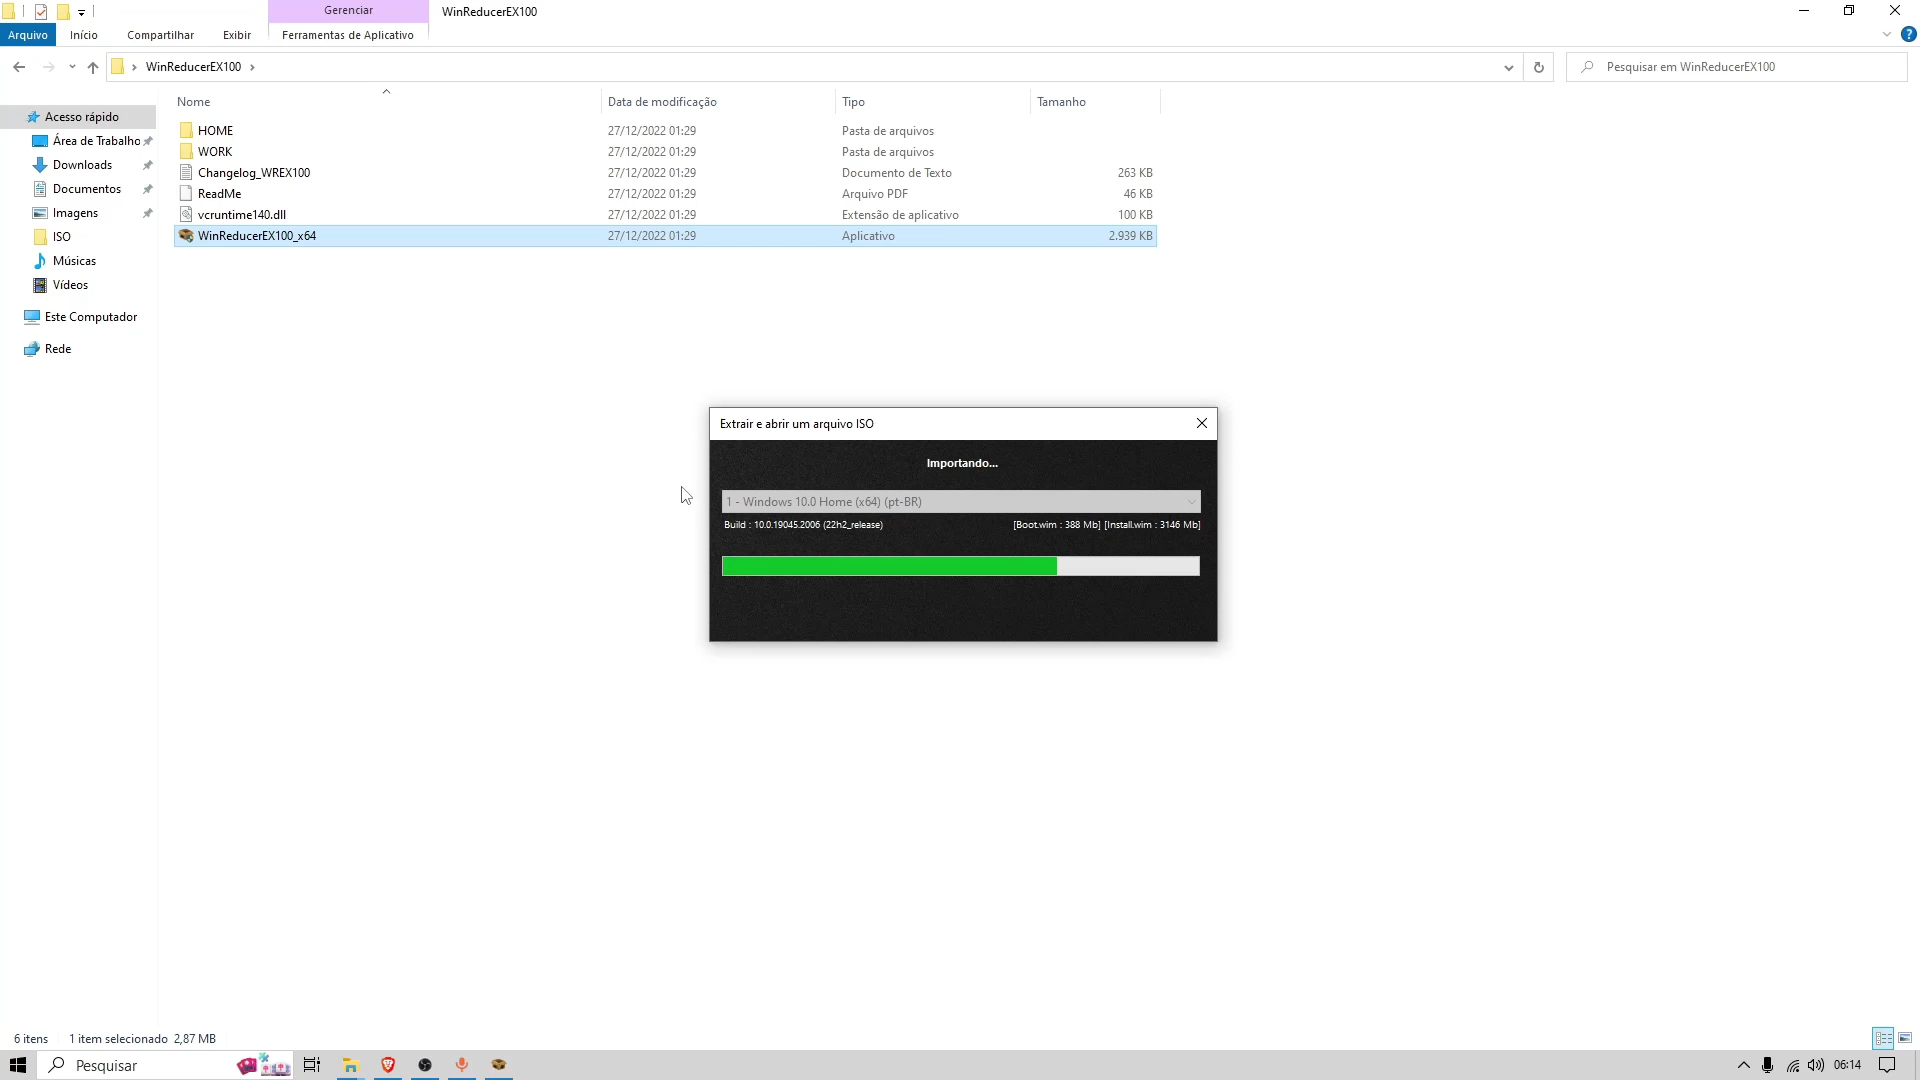 Gerenciar
WinReducerEX100
Arquivo
Início
Compartilhar
Exibir
Ferramentas de Aplicativo
WinReducerEX100
Pesquisar em WinReducerEX100
Nome
Data de modificação
Tipo
Tamanho
Acesso rápido
Área de Trabalho
Downloads
Documentos
Imagens
ISO
Músicas
Vídeos
Este Computador
Rede
HOME 27/12/2022 01:29 Pasta de arquivos
WORK 27/12/2022 01:29 Pasta de arquivos
Changelog_WREX100 27/12/2022 01:29 Documento de Texto 263 KB
ReadMe 27/12/2022 01:29 Arquivo PDF 46 KB
vcruntime140.dll 27/12/2022 01:29 Extensão de aplicativo 100 KB
WinReducerEX100_x64 27/12/2022 01:29 Aplicativo 2.939 KB
Extrair e abrir um arquivo ISO
Importando...
1 - Windows 10.0 Home (x64) (pt-BR)
Build : 10.0.19045.2006 (22h2_release) [Boot.wim : 388 Mb] [Install.wim : 3146 Mb]
6 itens 1 item selecionado 2,87 MB
Pesquisar
06:14